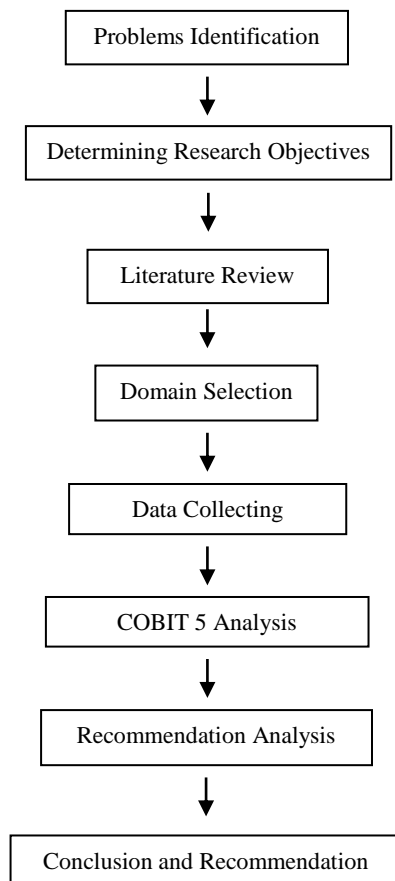 Problems Identification
Determining Research Objectives
Literature Review
Domain Selection
Data Collecting
COBIT 5 Analysis
Recommendation Analysis
Conclusion and Recommendation